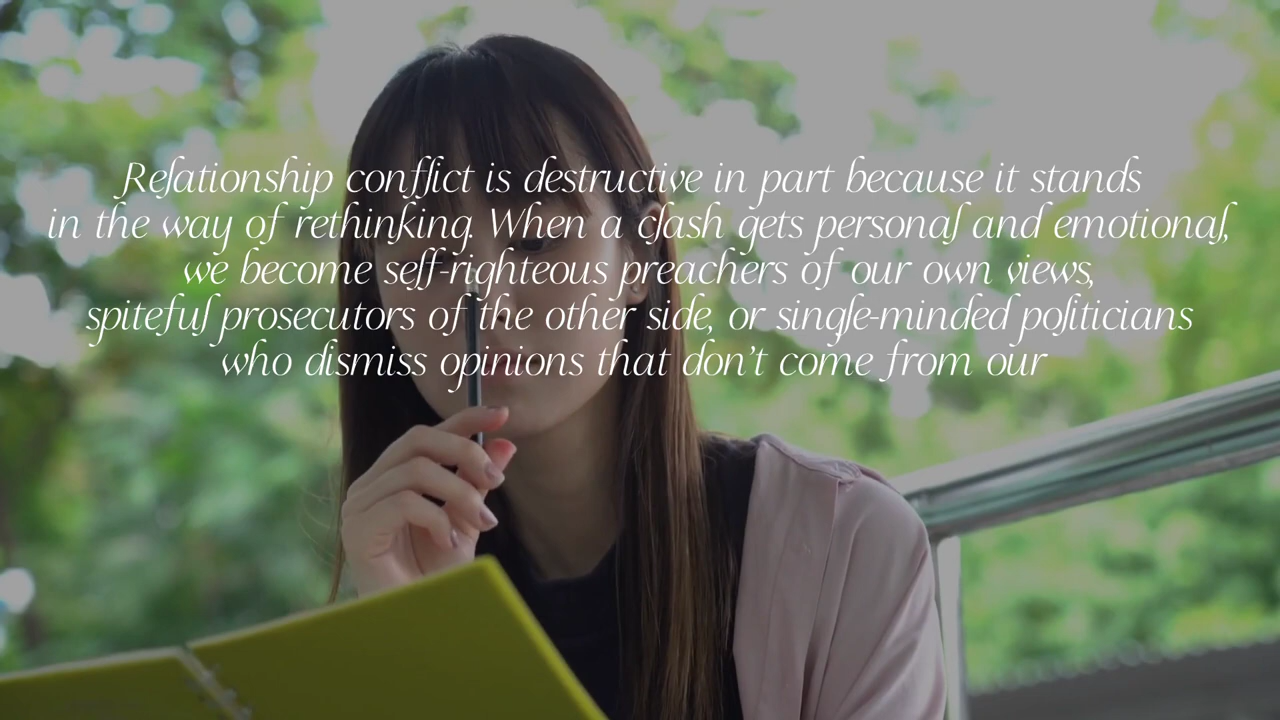 Relationship conflict is destructive in part because it stands
in the way of rethinking. When a clash gets personal and emotional,
we become self-righteous preachers of our own views,
spiteful prosecutors of the other side, or single-minded politicians
who dismiss opinions that don't come from our